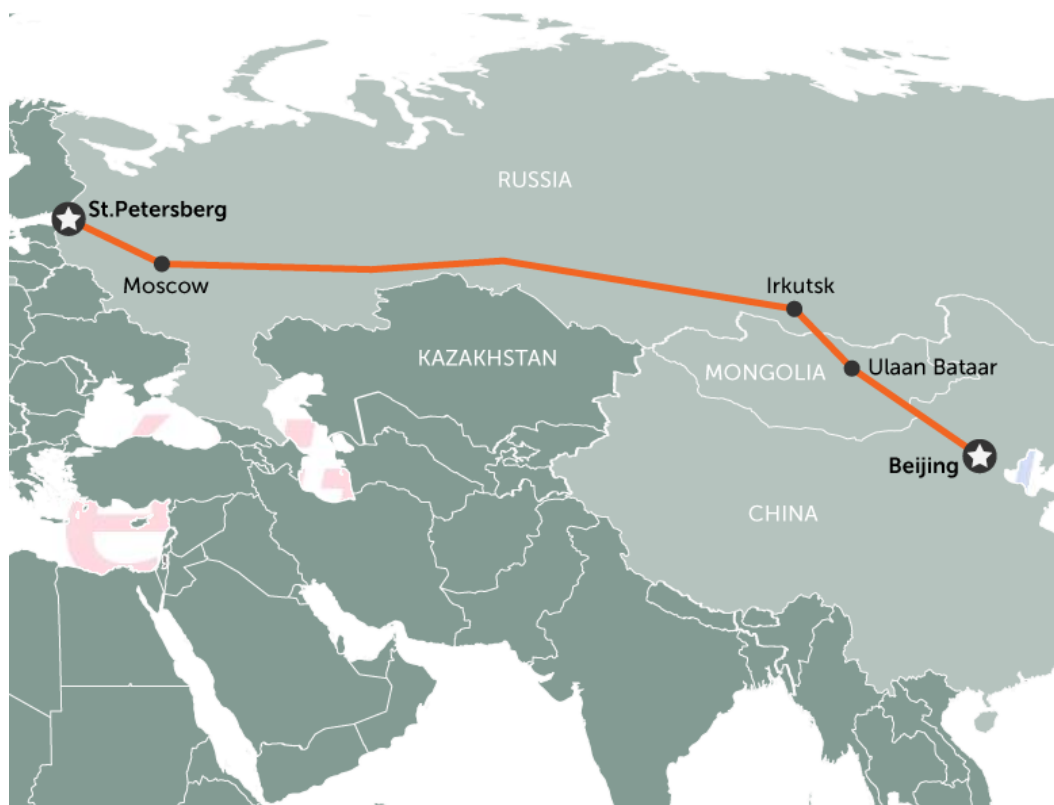 RUSSIA
St.Petersberg
Moscow
Irkutsk
KAZAKHSTAN
MONGOLIA
Ulaan Bataar
Beijing
CHINA